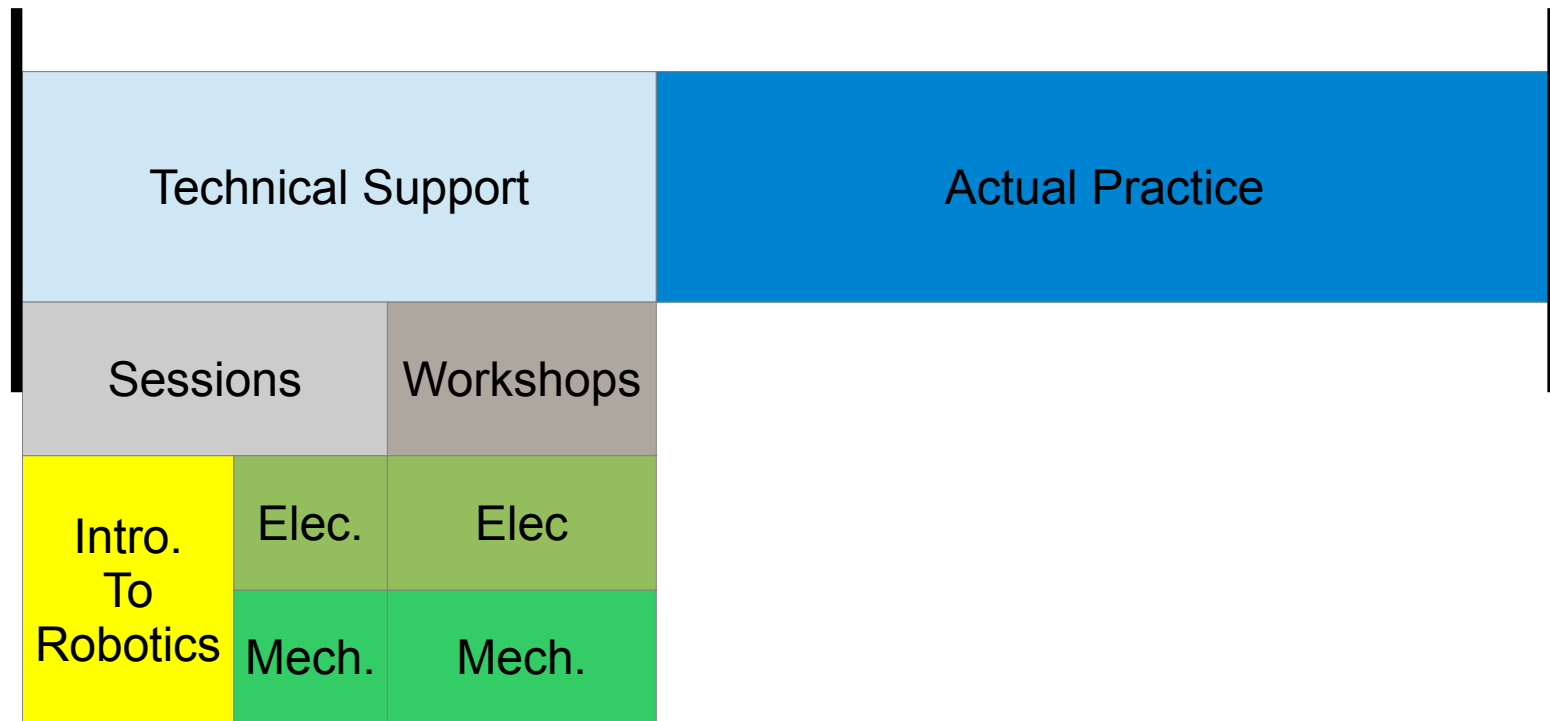 Technical Support
Actual Practice
Sessions
Workshops
Intro.
To
Robotics
Elec.
Elec
Mech.
Mech.